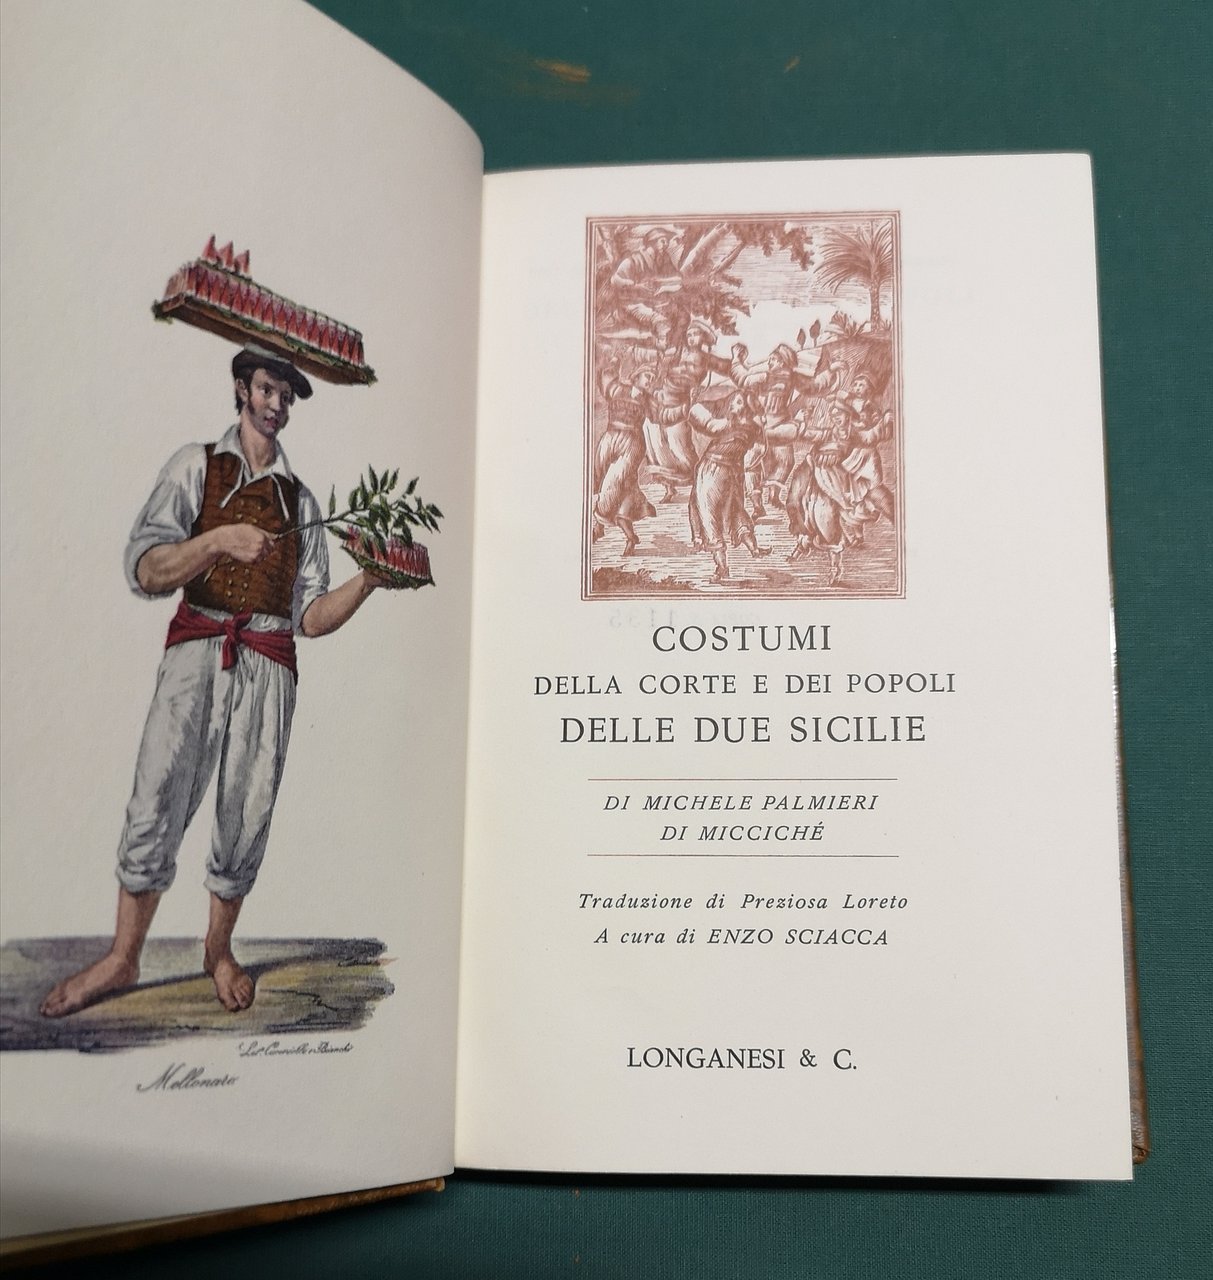 Mellonaro
COSTUMI
DELLA CORTE E DEI POPOLI
DELLE DUE SICILIE
DI MICHELE PALMIERI
DI MICCICHÉ
Traduzione di Preziosa Loreto
A cura di ENZO SCIACCA
LONGANESI & C.